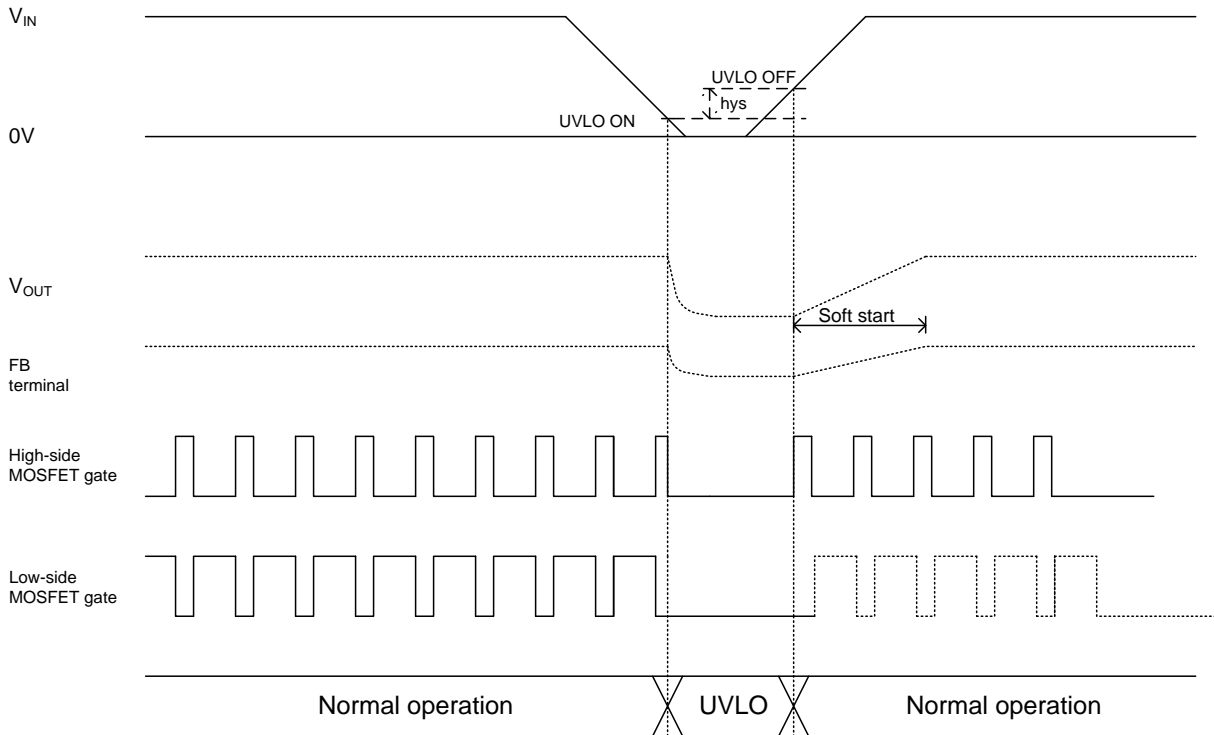 VIN
UVLO OFF
hys
UVLO ON
0V
VOUT
Soft start
FB
terminal
High-side
MOSFET gate
Low-side
MOSFET gate
Normal operation
UVLO
Normal operation